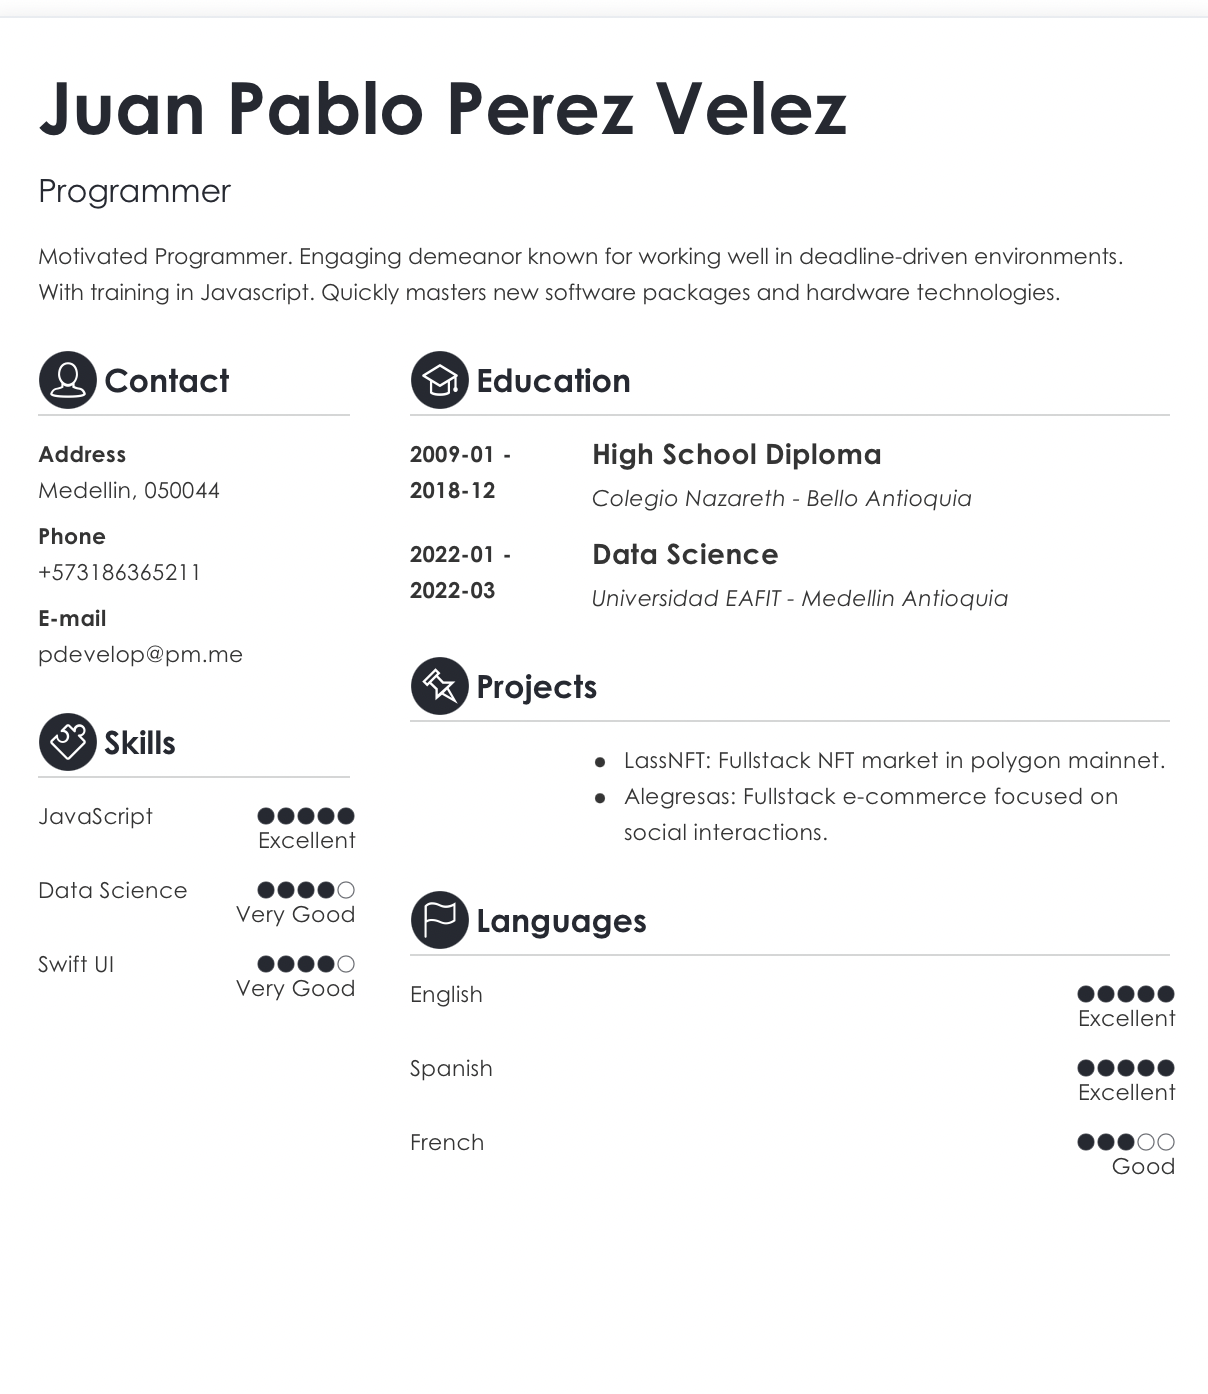 Juan Pablo Perez Velez
Programmer
Motivated Programmer. Engaging demeanor known for working well in deadline-driven environments.
With training in Javascript. Quickly masters new software packages and hardware technologies.
Contact
Address
Medellin, 050044
Phone
+573186365211
E-mail
pdevelop@pm.me
Skills
JavaScript
Excellent
Data Science
Very Good
Swift UI
Very Good
Education
2009-01 -
2018-12
High School Diploma
Colegio Nazareth - Bello Antioquia
2022-01 -
2022-03
Data Science
Universidad EAFIT - Medellin Antioquia
Projects
• LassNFT: Fullstack NFT market in polygon mainnet.
• Alegresas: Fullstack e-commerce focused on
social interactions.
Languages
English
Excellent
Spanish
Excellent
French
Good